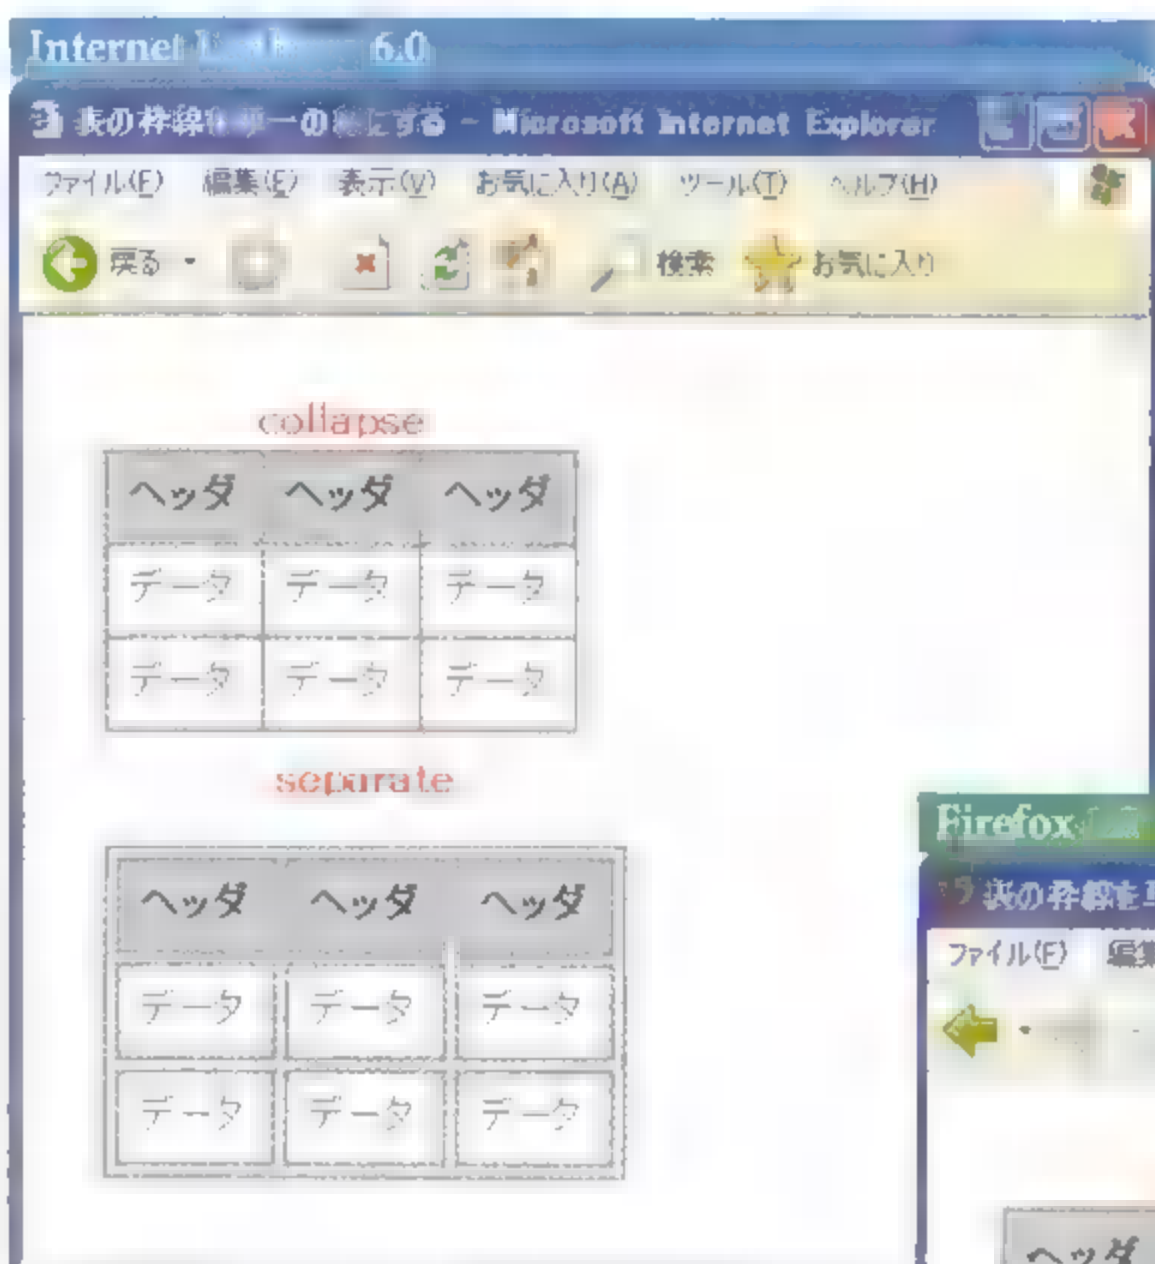 Internet 6.0
表の枠線を単一の線にする - Microsoft Internet Explorer
ファイル(F) 編集(E) 表示(V) お気に入り(A) ツール(T) ヘルプ(H)
戻る 検索 お気に入り
collapse
ヘッダ ヘッダ ヘッダ
データ データ データ
データ データ データ
separate
ヘッダ ヘッダ ヘッダ
データ データ データ
データ データ データ
Firefox
表の枠線を
ファイル(F) 編集
ヘッダ